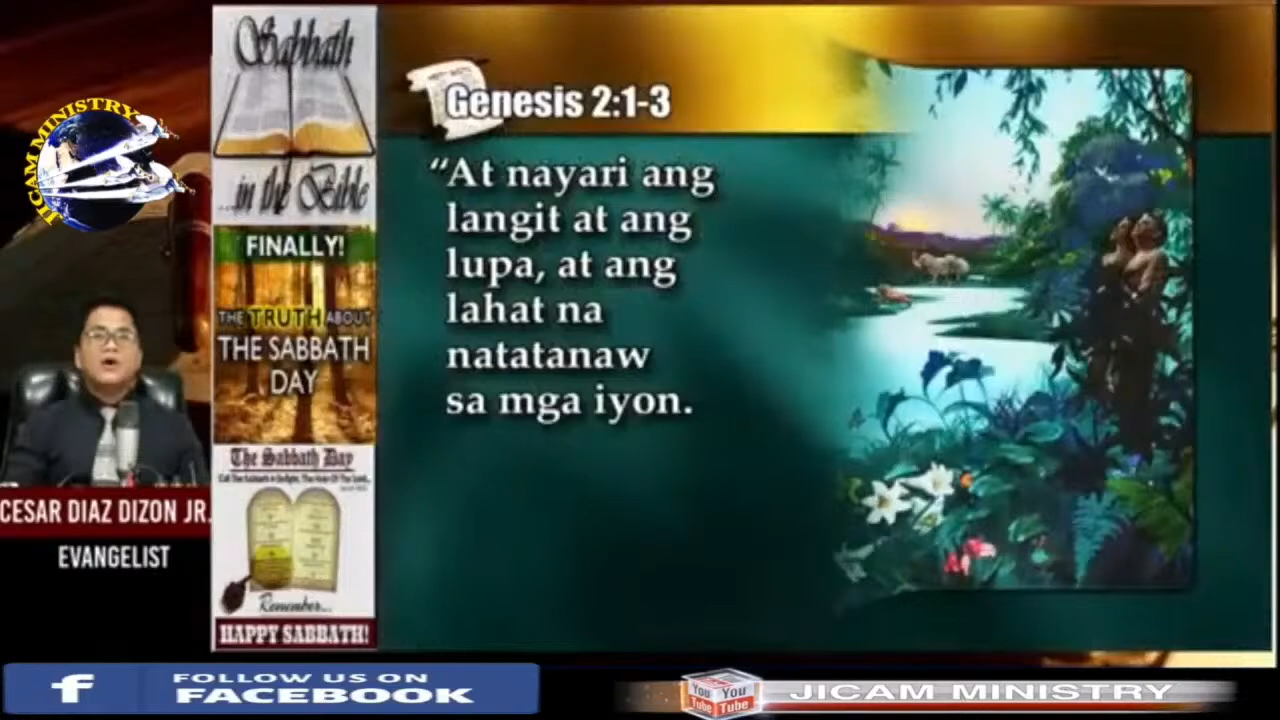 JICAM MINISTRY
Sabbath
...in the Bible
FINALLY!
THE TRUTH ABOUT
THE SABBATH
DAY
The Sabbath Day
Remember...
HAPPY SABBATH!
CESAR DIAZ DIZON JR.
EVANGELIST
Genesis 2:1-3
“At nayari ang
langit at ang
lupa, at ang
lahat na
natatanaw
sa mga iyon.
f FOLLOW US ON
FACEBOOK
You Tube You Tube
JICAM MINISTRY